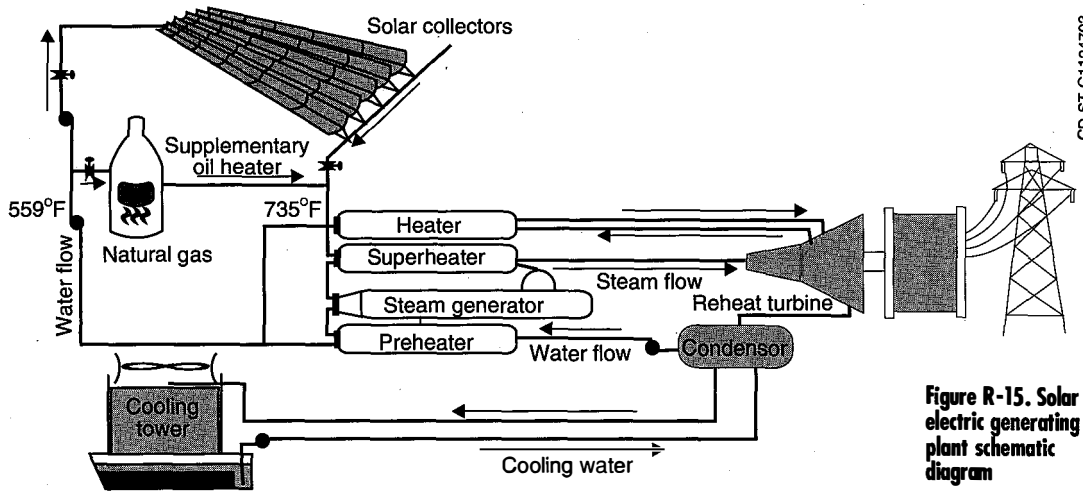 Solar collectors
Supplementary
oil heater
559°F
735°F
Natural gas
Water flow
Heater
Superheater
Steam flow
Steam generator
Reheat turbine
Preheater
Water flow
Condensor
Cooling
tower
Cooling water
Figure R-15. Solar
electric generating
plant schematic
diagram